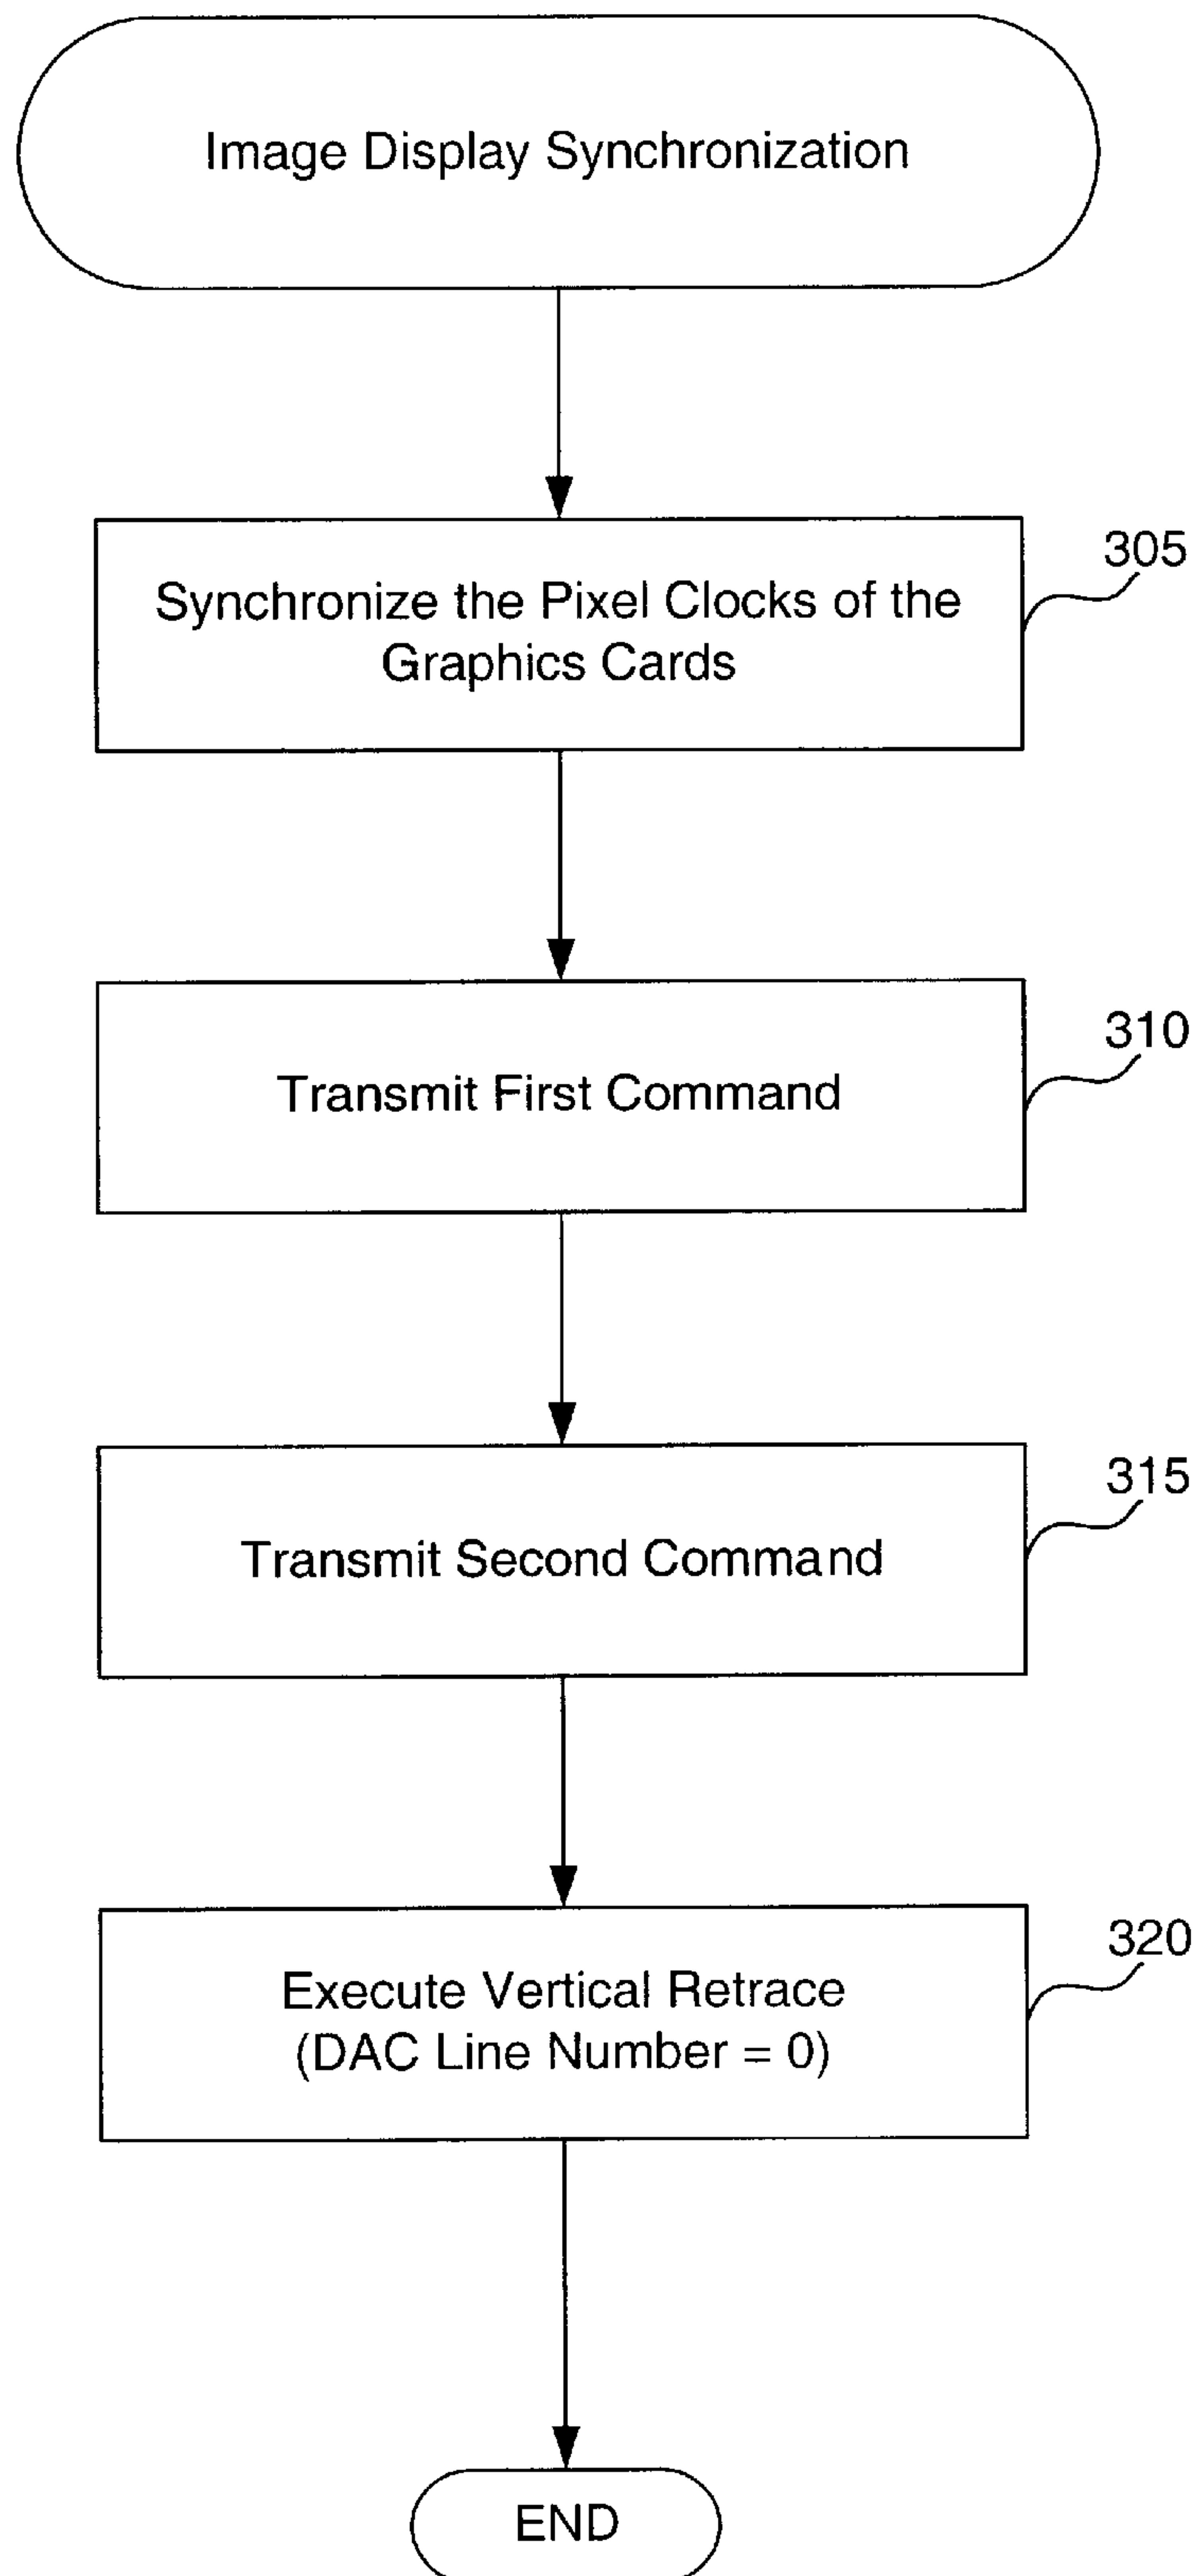 Image Display Synchronization
305
Synchronize the Pixel Clocks of the
Graphics Cards
310
Transmit First Command
315
Transmit Second Command
320
Execute Vertical Retrace
(DAC Line Number = 0)
END